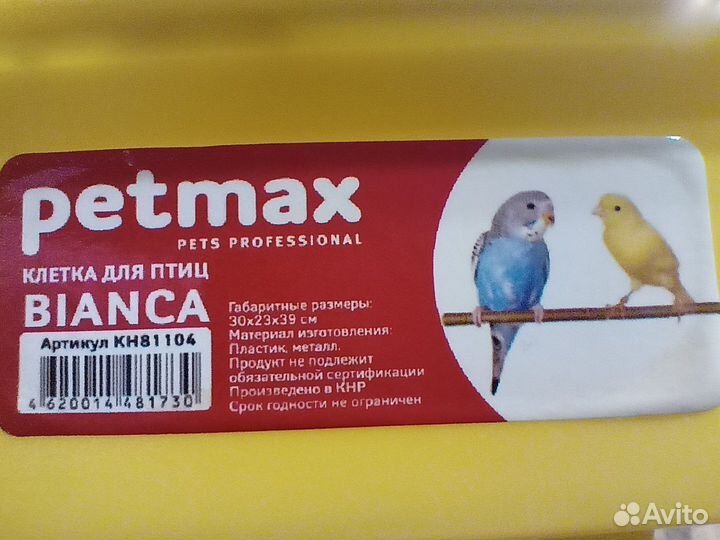 petmax
PETS PROFESSIONAL
КЛЕТКА ДЛЯ ПТИЦ
BIANCA
Артикул KH81104
4 620014 481730
Габаритные размеры:
30x23x39 см
Материал изготовления:
Пластик, металл.
Продукт не подлежит
обязательной сертификации
Произведено в КНР
Срок годности не ограничен
Avito